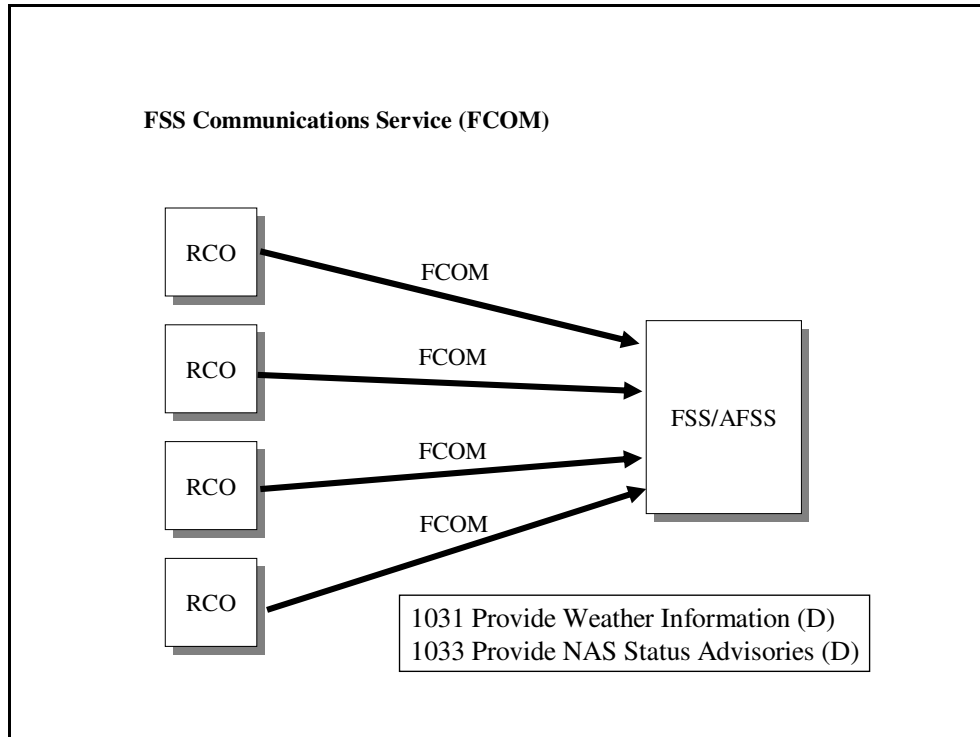 FSS Communications Service (FCOM)
RCO
FCOM
RCO
FCOM
FSS/AFSS
RCO
FCOM
RCO
FCOM
1031 Provide Weather Information (D)
1033 Provide NAS Status Advisories (D)